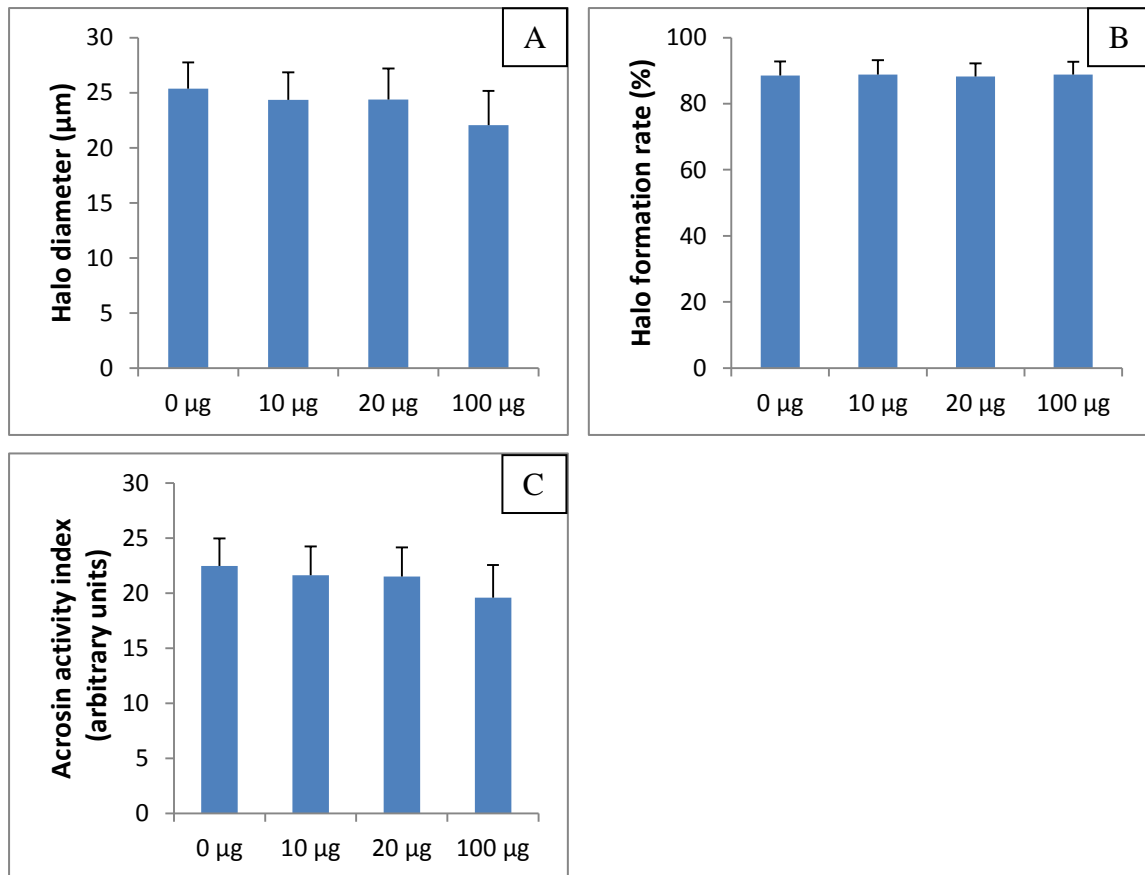 A
Halo diameter (µm)
30
25
20
15
10
5
0
0 µg 10 µg 20 µg 100 µg
B
Halo formation rate (%)
100
80
60
40
20
0
0 µg 10 µg 20 µg 100 µg
C
Acrosin activity index
(arbitrary units)
30
25
20
15
10
5
0
0 µg 10 µg 20 µg 100 µg